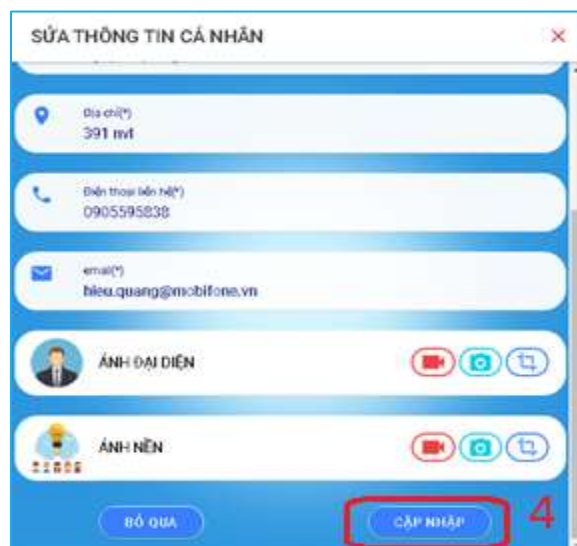 SỬA THÔNG TIN CÁ NHÂN
Địa chỉ(*)
391 nvt
Điện thoại liên hệ(*)
0905595838
email(*)
hieu.quang@mobifone.vn
ẢNH ĐẠI DIỆN
ẢNH NỀN
BỎ QUA
CẬP NHẬP
4